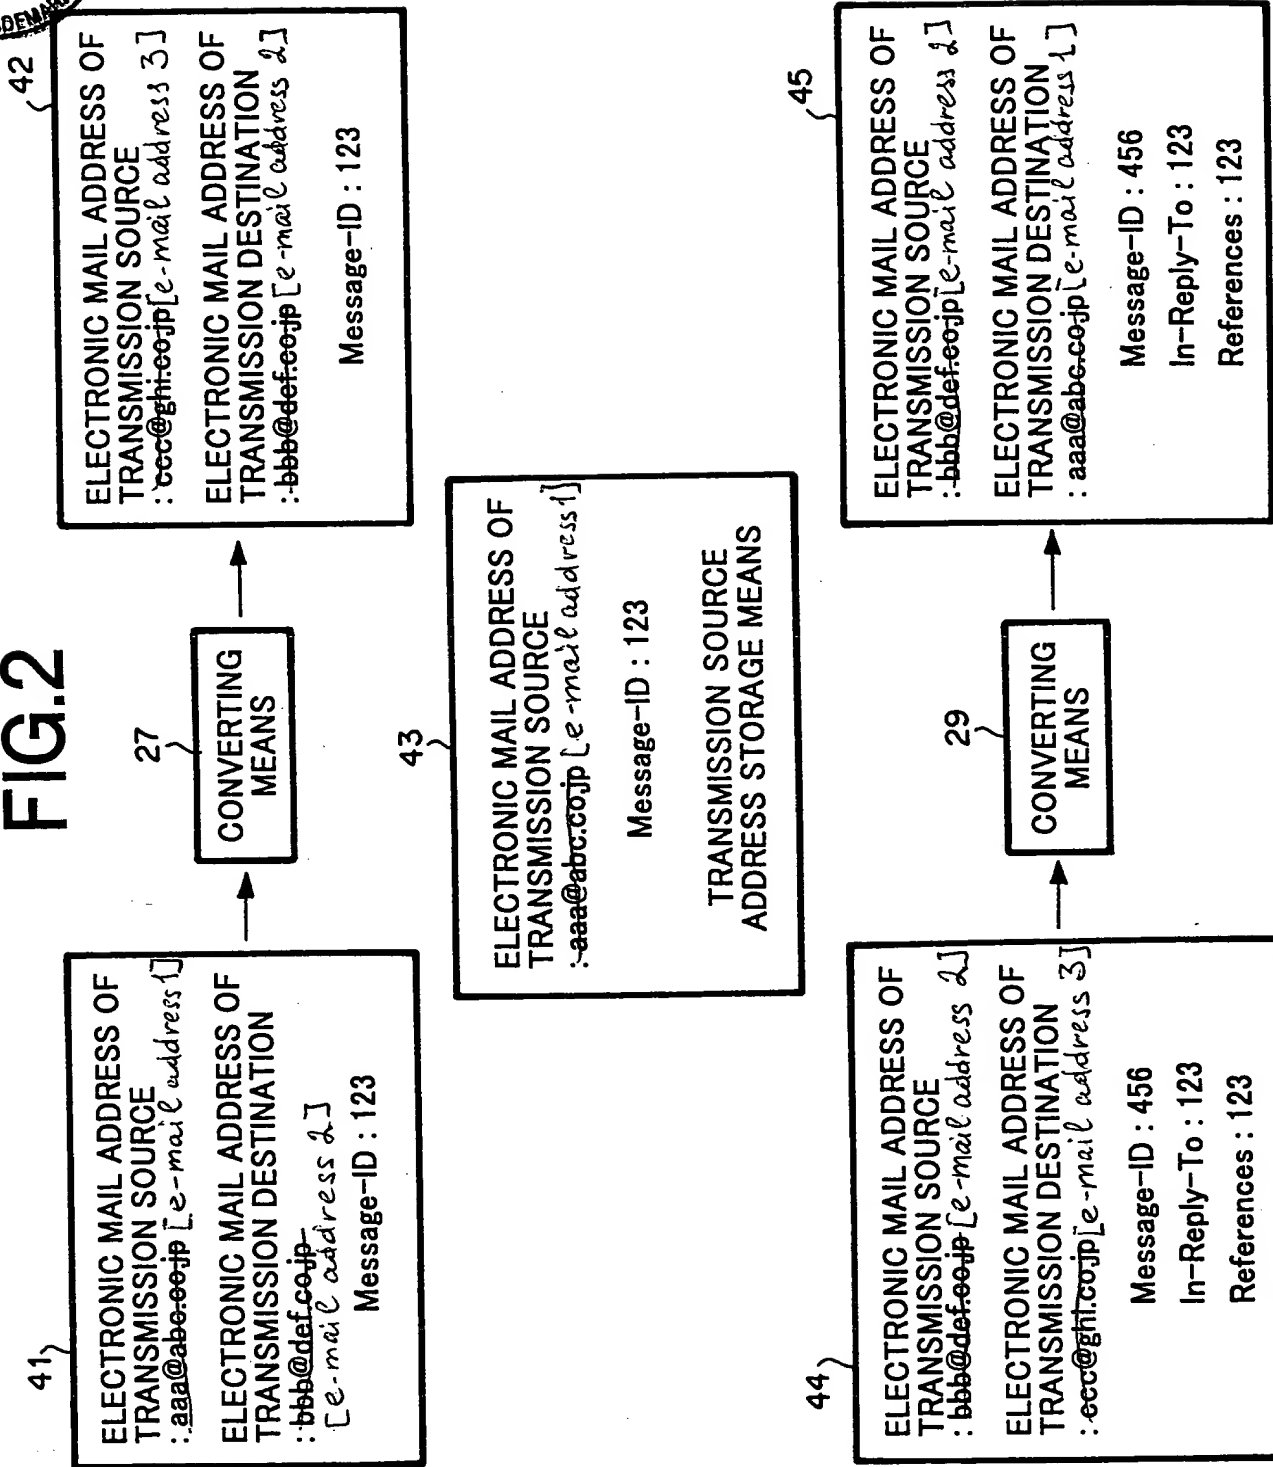 FIG.2
41
ELECTRONIC MAIL ADDRESS OF
TRANSMISSION SOURCE
: aaa@abc.co.jp [e-mail address 1]
ELECTRONIC MAIL ADDRESS OF
TRANSMISSION DESTINATION
: bbb@def.co.jp
[e-mail address 2]
Message-ID : 123
27
CONVERTING
MEANS
42
ELECTRONIC MAIL ADDRESS OF
TRANSMISSION SOURCE
: ccc@ghi.co.jp [e-mail address 3]
ELECTRONIC MAIL ADDRESS OF
TRANSMISSION DESTINATION
: bbb@def.co.jp [e-mail address 2]
Message-ID : 123
43
ELECTRONIC MAIL ADDRESS OF
TRANSMISSION SOURCE
: aaa@abc.co.jp [e-mail address 1]
Message-ID : 123
TRANSMISSION SOURCE
ADDRESS STORAGE MEANS
44
ELECTRONIC MAIL ADDRESS OF
TRANSMISSION SOURCE
: bbb@def.co.jp [e-mail address 2]
ELECTRONIC MAIL ADDRESS OF
TRANSMISSION DESTINATION
: ccc@ghi.co.jp [e-mail address 3]
Message-ID : 456
In-Reply-To : 123
References : 123
29
CONVERTING
MEANS
45
ELECTRONIC MAIL ADDRESS OF
TRANSMISSION SOURCE
: bbb@def.co.jp [e-mail address 2]
ELECTRONIC MAIL ADDRESS OF
TRANSMISSION DESTINATION
: aaa@abc.co.jp [e-mail address 1]
Message-ID : 456
In-Reply-To : 123
References : 123